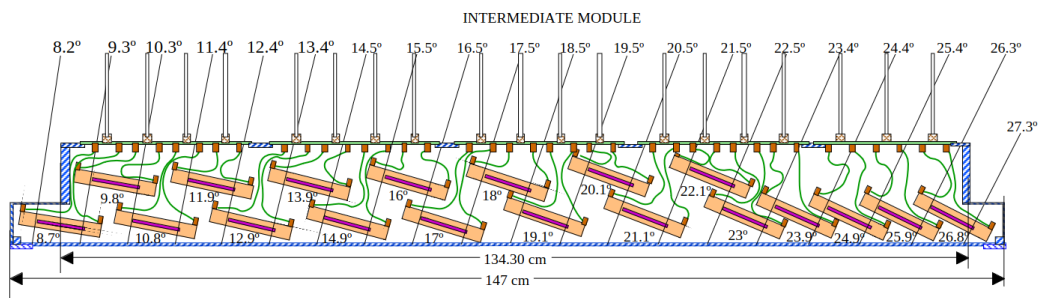 INTERMEDIATE MODULE
8.2º 9.3º 10.3º 11.4º 12.4º 13.4º 14.5º 15.5º 16.5º 17.5º 18.5º 19.5º 20.5º 21.5º 22.5º 23.4º 24.4º 25.4º 26.3º
27.3º
9.8º 11.9º 13.9º 16º 18º 20.1º 22.1º
8.7º 10.8º 12.9º 14.9º 17º 19.1º 21.1º 23º 23.9º 24.9º 25.9º 26.8º
134.30 cm
147 cm